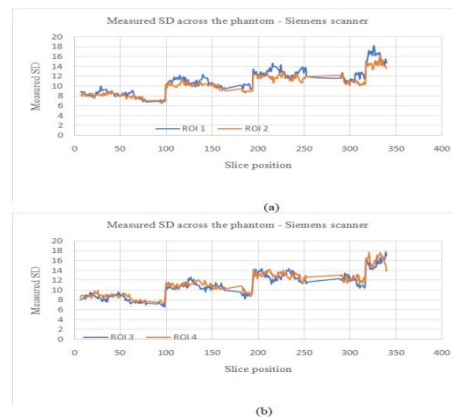 Measured SD across the phantom - Siemens scanner
Measured SD
20
18
16
14
12
10
8
6
4
2
0
ROI 1 ROI 2
0 50 100 150 200 250 300 350 400
Slice position
(a)
Measured SD across the phantom - Siemens scanner
Measured SD
20
18
16
14
12
10
8
6
4
2
0
ROI 3 ROI 4
0 50 100 150 200 250 300 350 400
Slice position
(b)